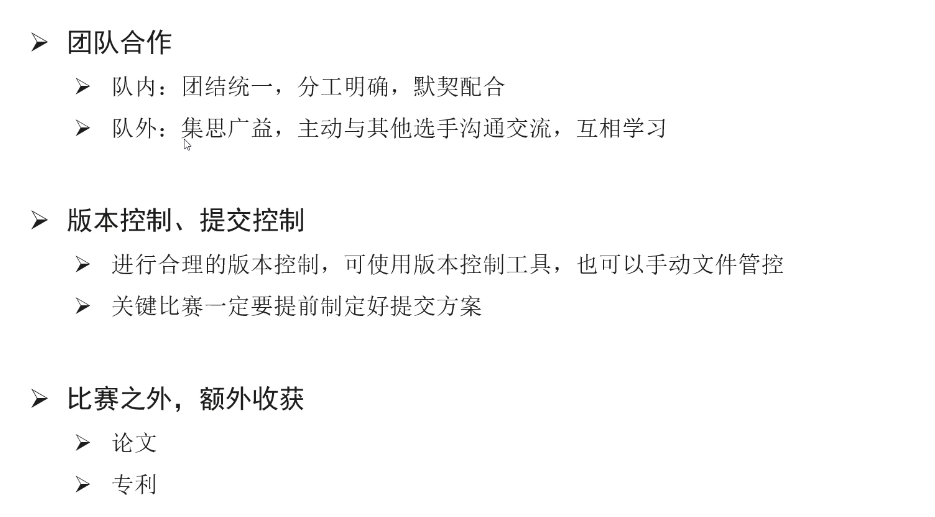 团队合作
队内：团结统一，分工明确，默契配合
队外：集思广益，主动与其他选手沟通交流，互相学习
版本控制、提交控制
进行合理的版本控制，可使用版本控制工具，也可以手动文件管控
关键比赛一定要提前制定好提交方案
比赛之外，额外收获
论文
专利